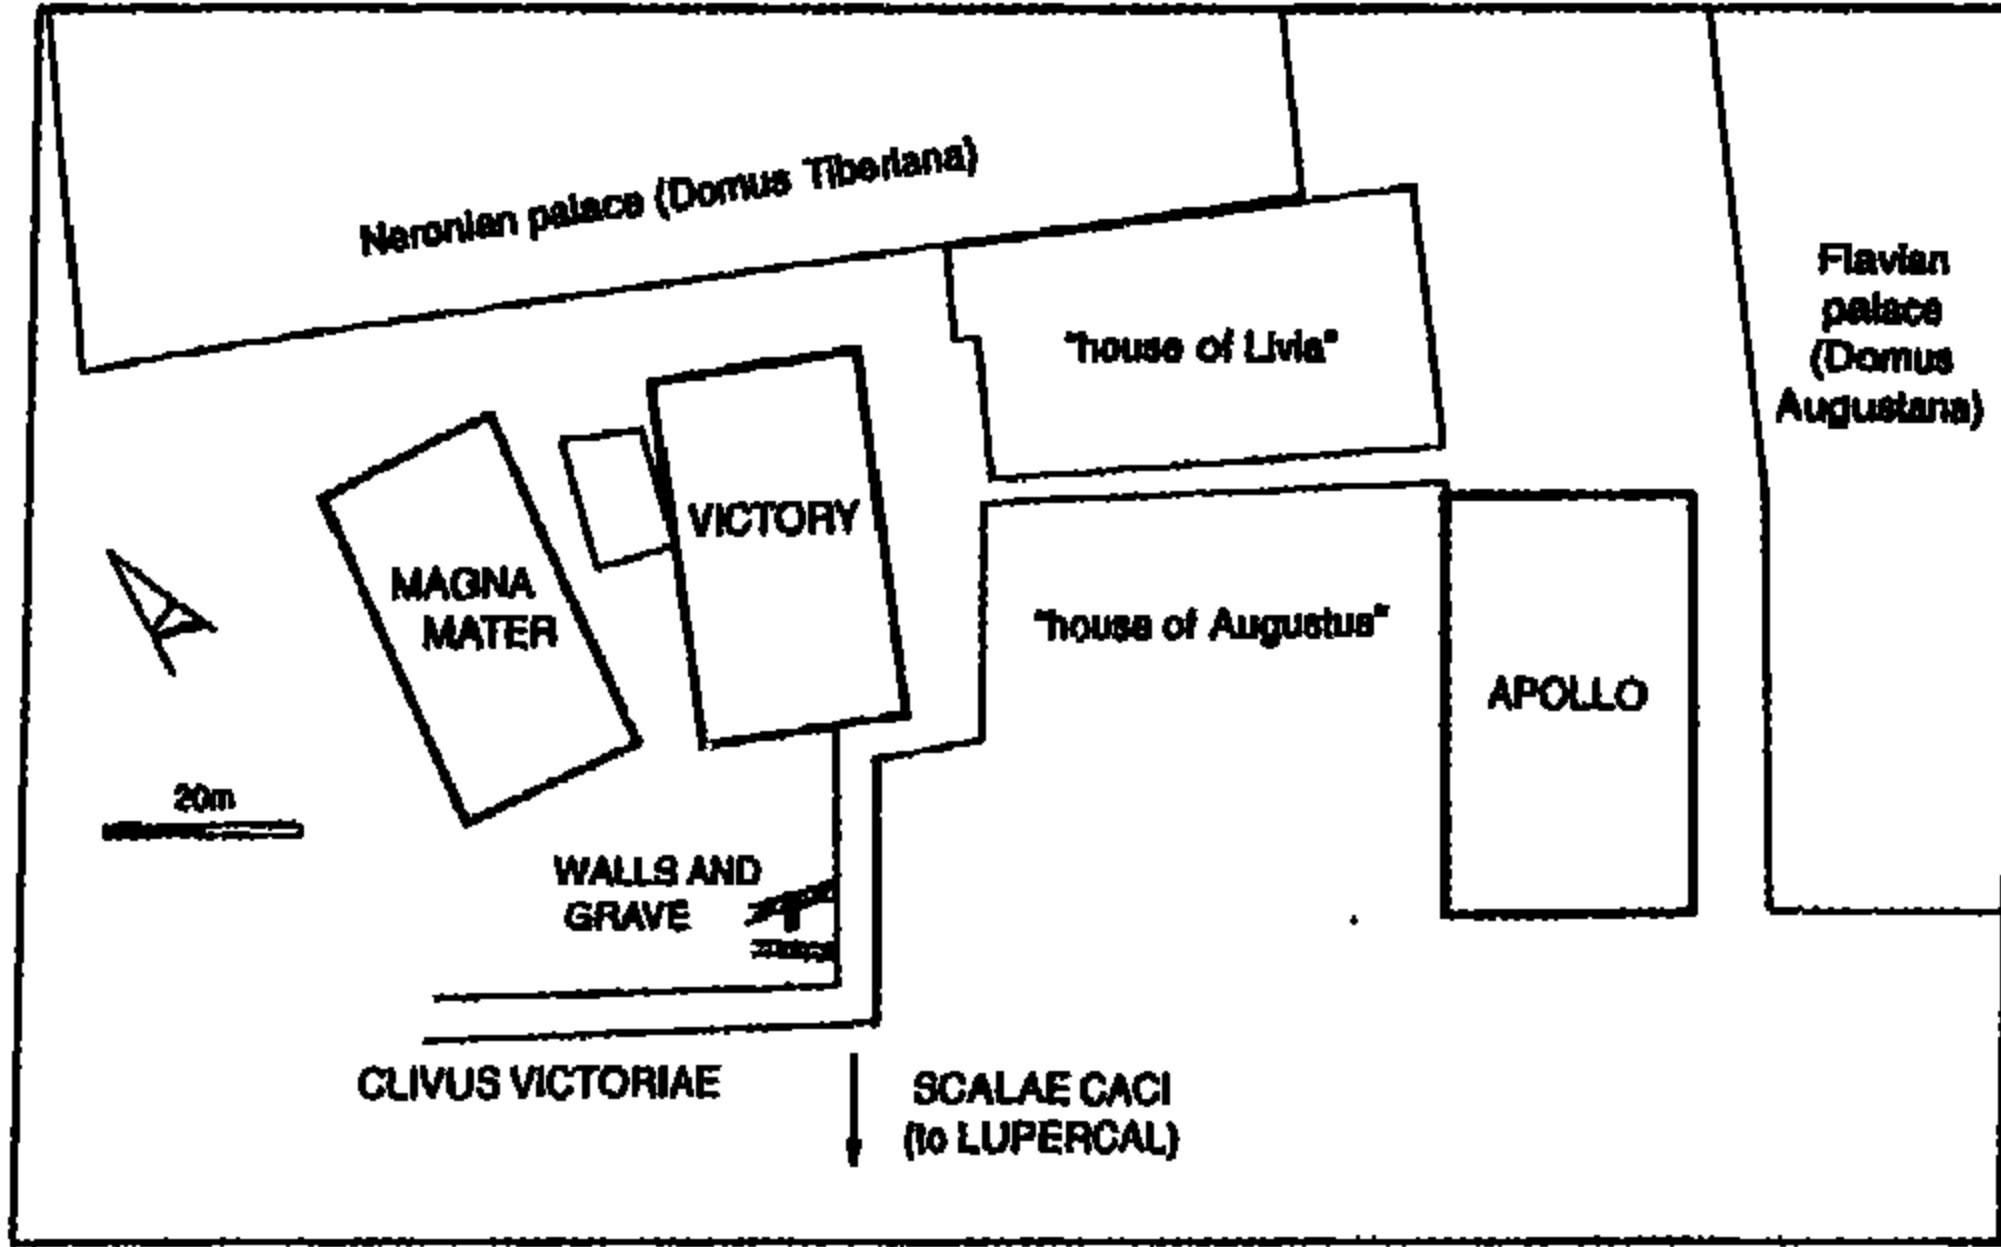 Neronian palace (Domus Tiberiana)
Flavian
palace
(Domus
Augustana)
"house of Livia"
VICTORY
MAGNA
MATER
"house of Augustus"
APOLLO
20m
WALLS AND
GRAVE
CLIVUS VICTORIAE
SCALAE CACI
(to LUPERCAL)